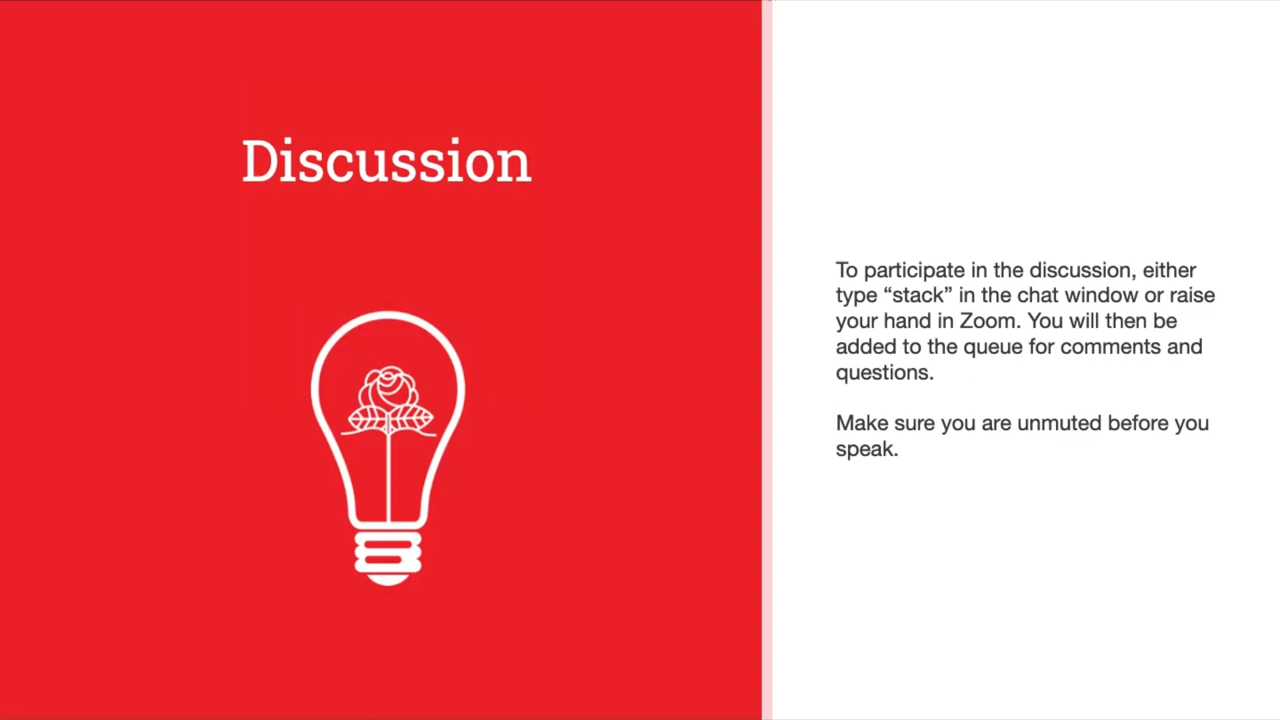 Discussion
To participate in the discussion, either
type “stack” in the chat window or raise
your hand in Zoom. You will then be
added to the queue for comments and
questions.
Make sure you are unmuted before you
speak.